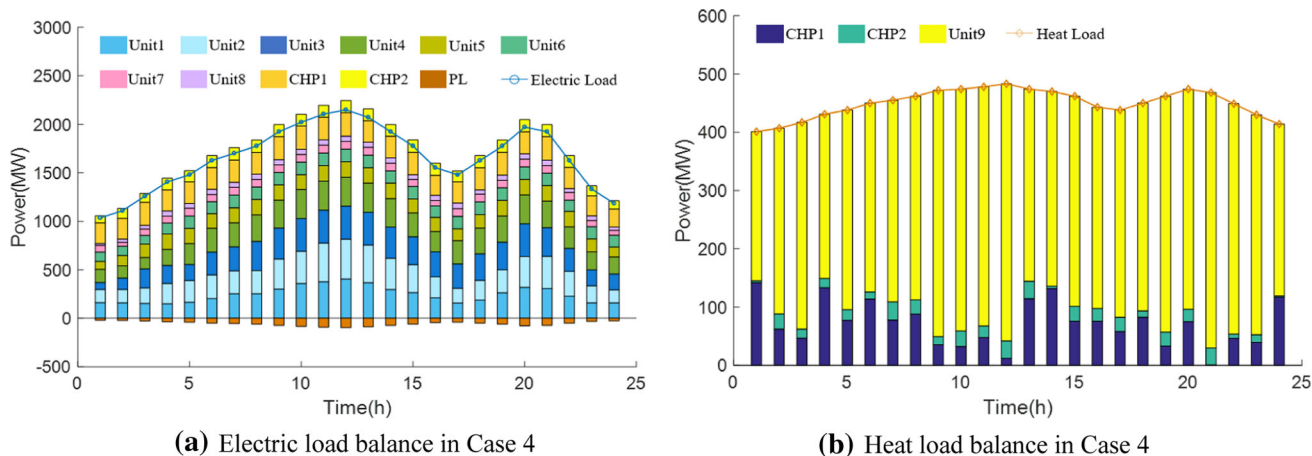 3000
2500
2000
1500
1000
500
0
-500
Power(MW)
Unit1 Unit2 Unit3 Unit4 Unit5 Unit6
Unit7 Unit8 CHP1 CHP2 PL Electric Load
0 5 10 15 20 25
Time(h)
(a) Electric load balance in Case 4
600
500
400
300
200
100
0
Power(MW)
CHP1 CHP2 Unit9 Heat Load
0 5 10 15 20 25
Time(h)
(b) Heat load balance in Case 4